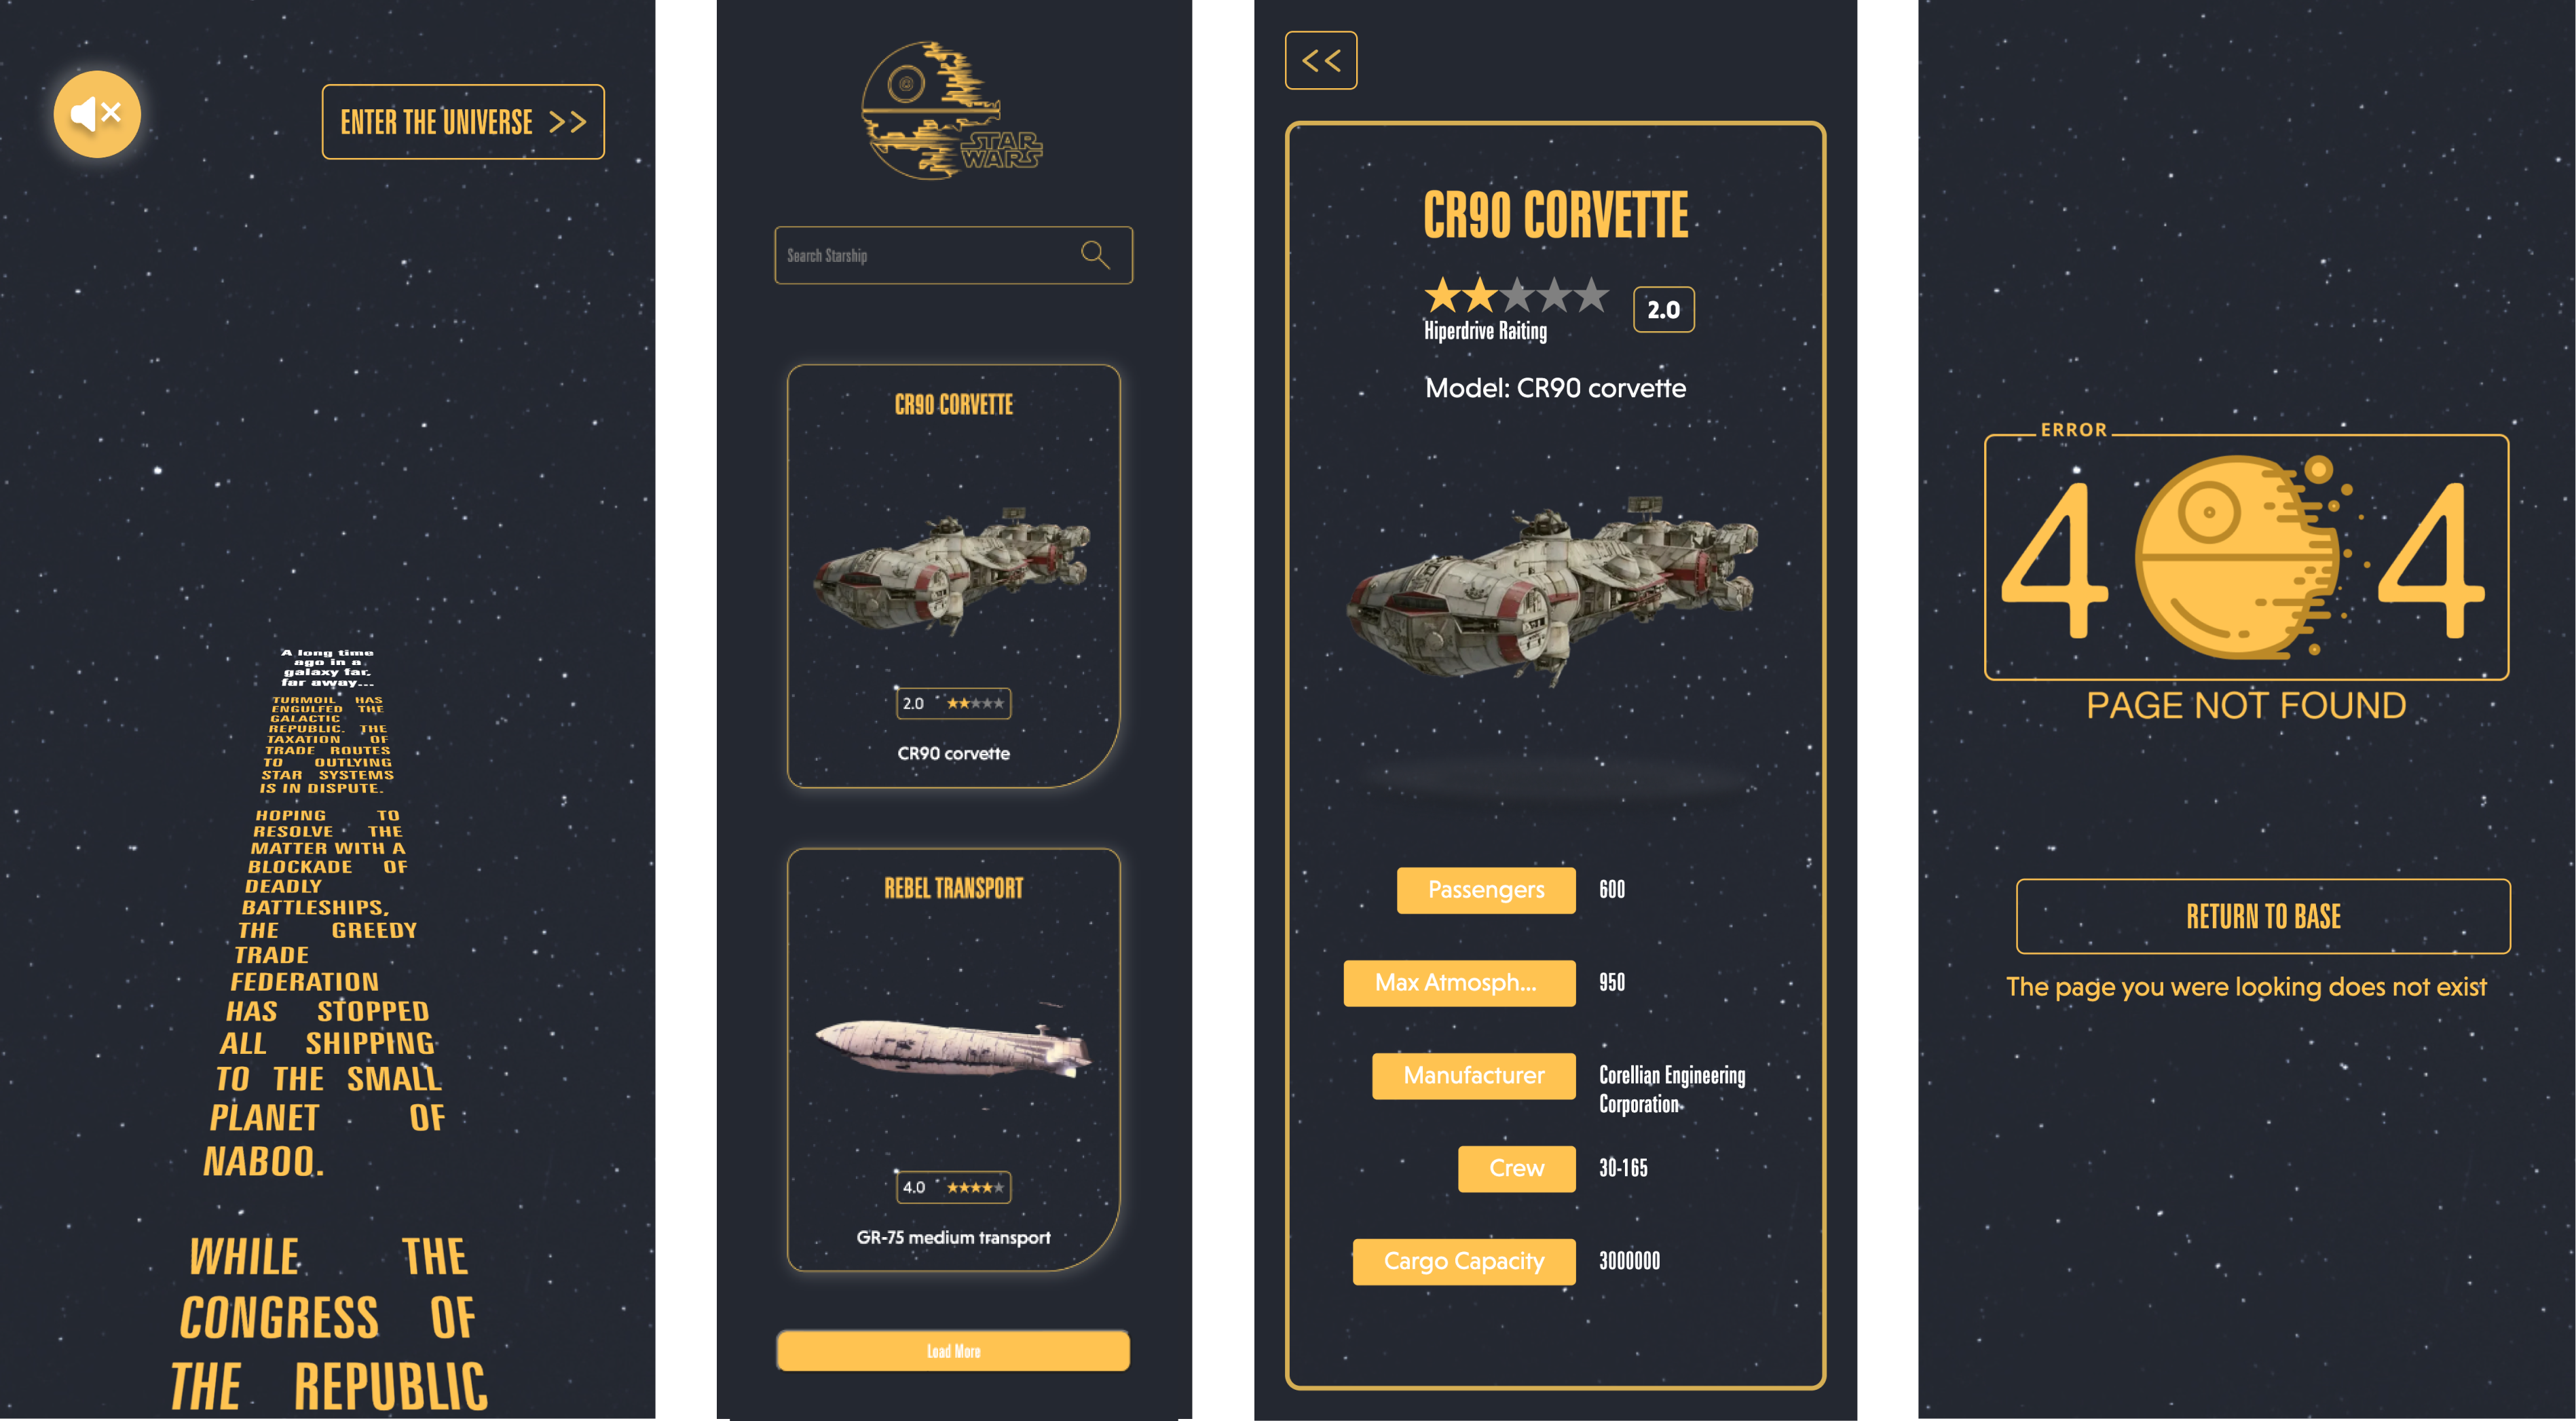 ENTER THE UNIVERSE >>
A long time
ago in a
galaxy far,
far away...
TURMOIL HAS
ENGULFED THE
GALACTIC
REPUBLIC. THE
TAXATION OF
TRADE ROUTES
TO OUTLYING
STAR SYSTEMS
IS IN DISPUTE.
HOPING TO
RESOLVE THE
MATTER WITH A
BLOCKADE OF
DEADLY
BATTLESHIPS,
THE GREEDY
TRADE
FEDERATION
HAS STOPPED
ALL SHIPPING
TO THE SMALL
PLANET OF
NABOO.
WHILE THE
CONGRESS OF
THE REPUBLIC
STAR
WARS
Search Starship
CR90 CORVETTE
2.0
CR90 corvette
REBEL TRANSPORT
4.0
GR-75 medium transport
Load More
<<
CR90 CORVETTE
2.0
Hiperdrive Raiting
Model: CR90 corvette
Passengers 600
Max Atmosph... 950
Manufacturer Corellian Engineering
Corporation
Crew 30-165
Cargo Capacity 3000000
ERROR
4 4
PAGE NOT FOUND
RETURN TO BASE
The page you were looking does not exist